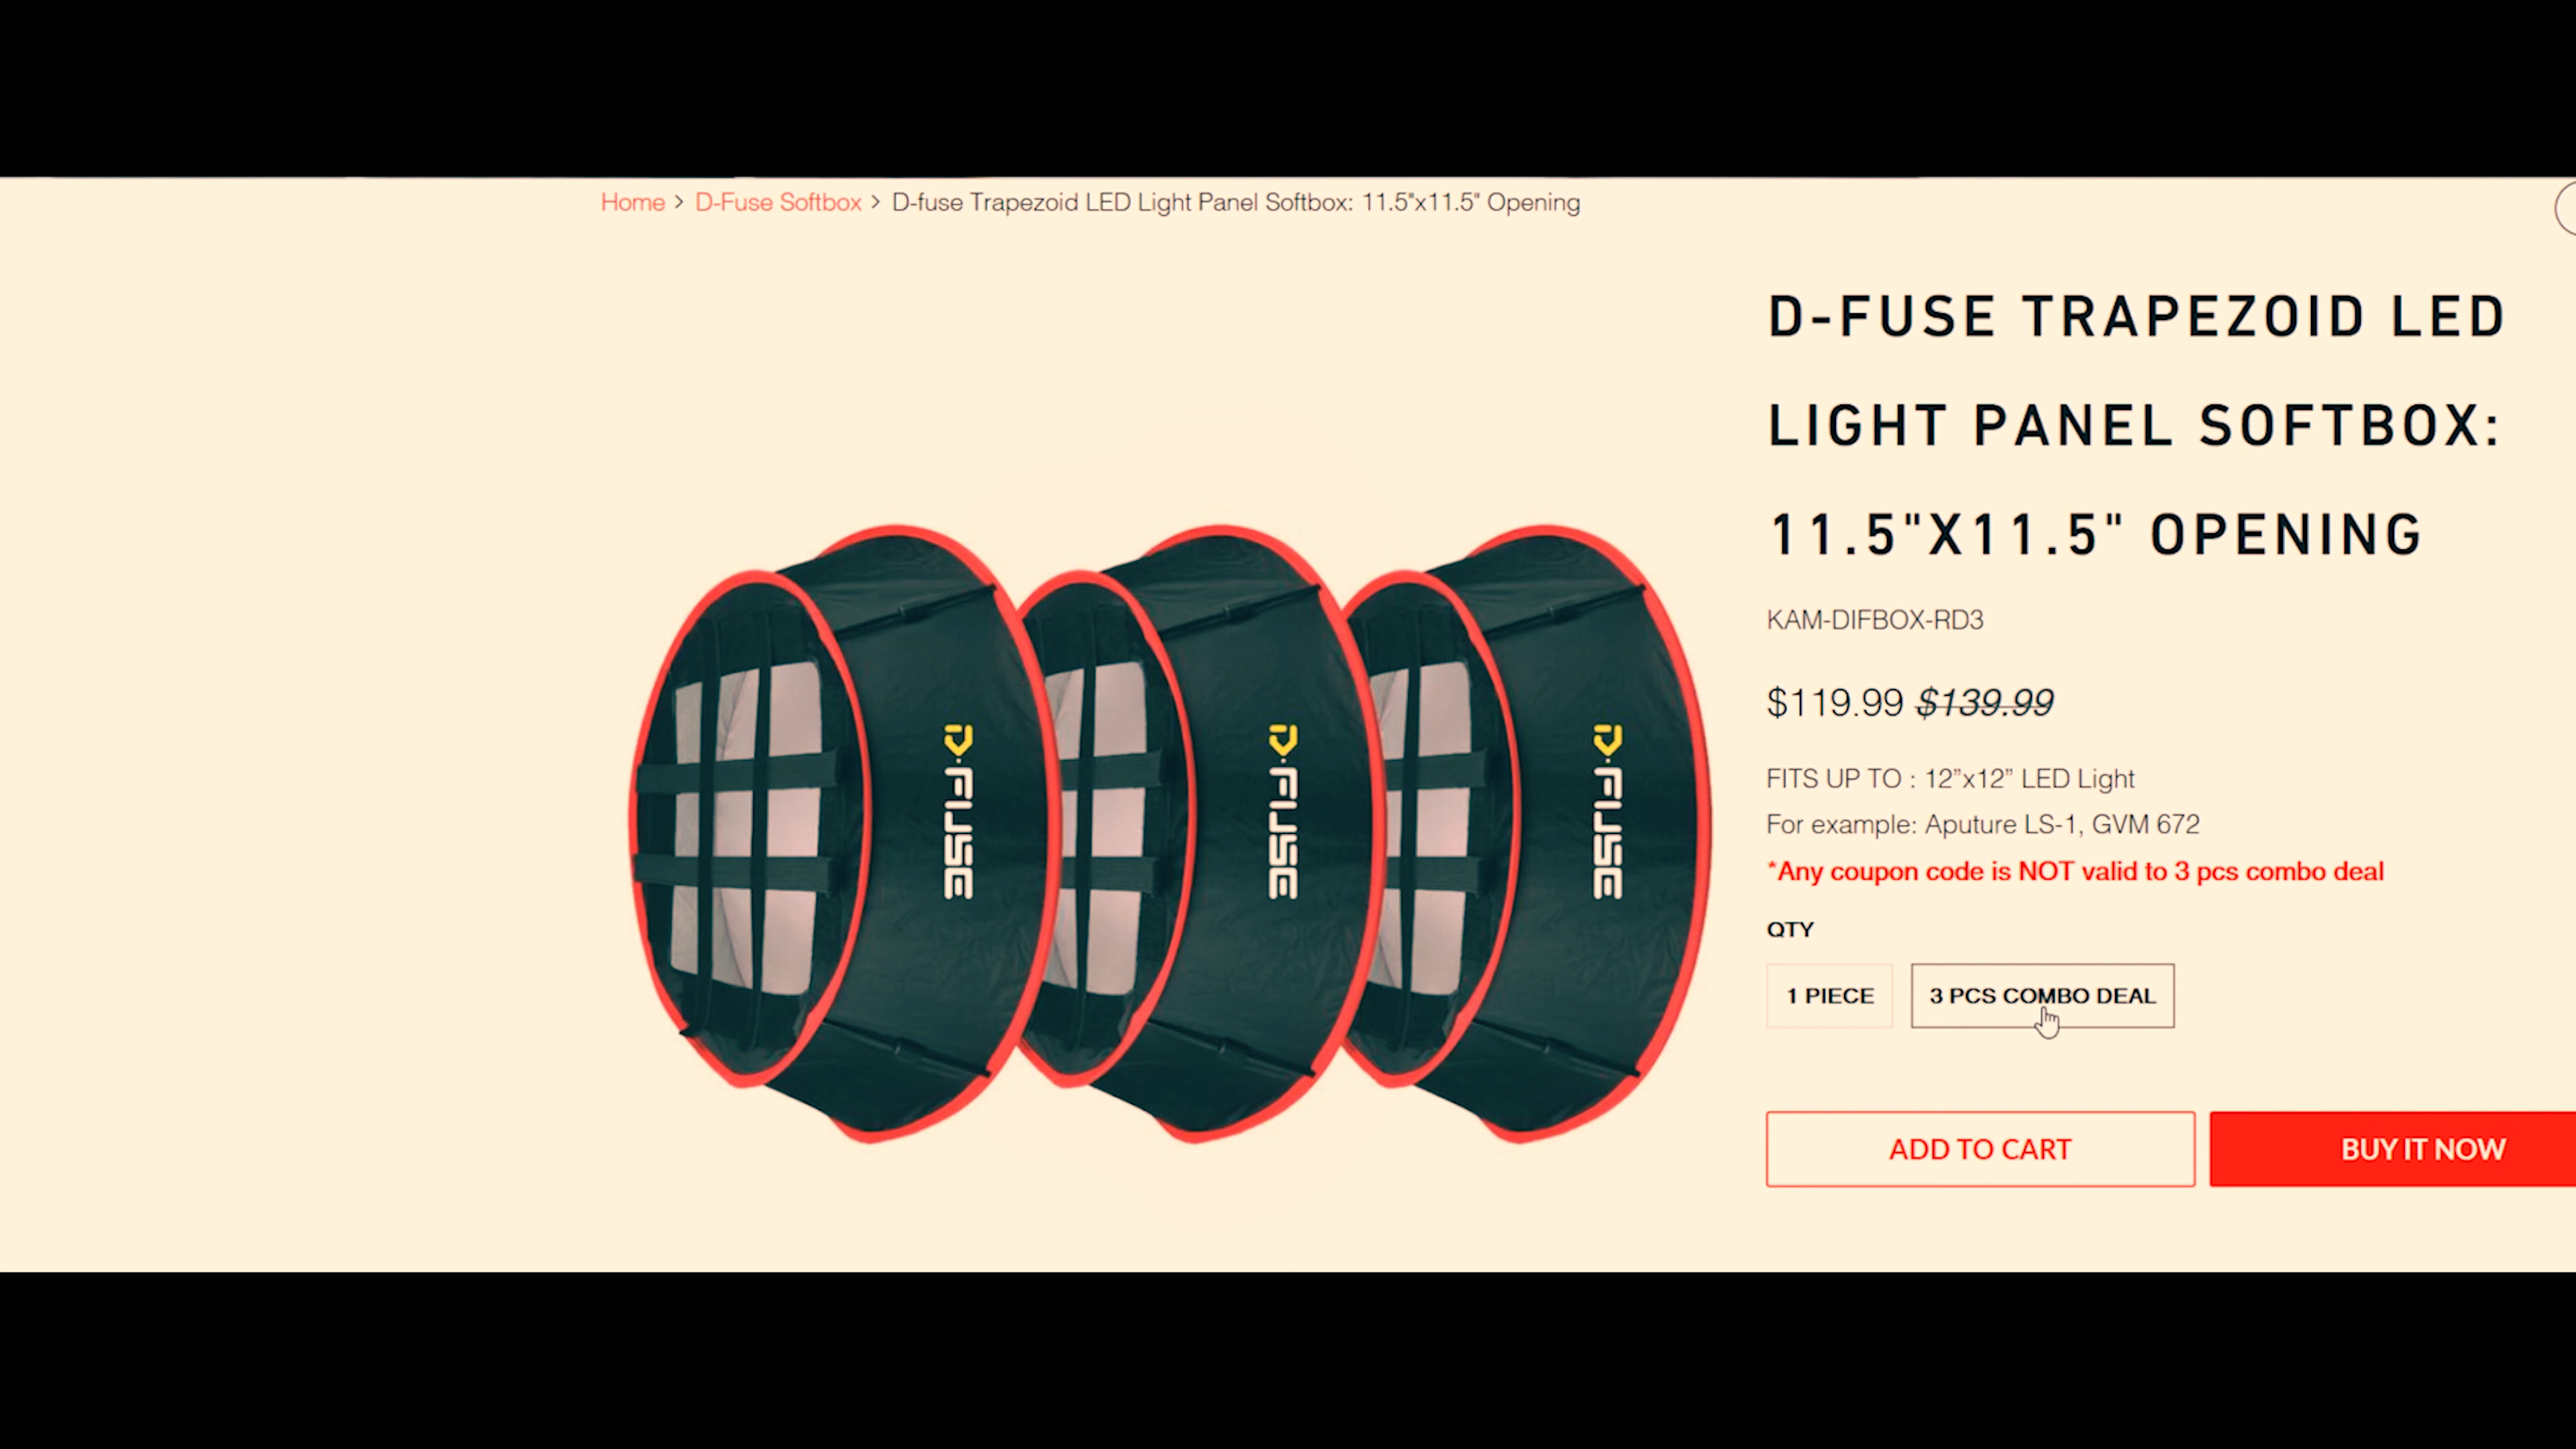 Home > D-Fuse Softbox > D-fuse Trapezoid LED Light Panel Softbox: 11.5"x11.5" Opening
D-FUSE TRAPEZOID LED
LIGHT PANEL SOFTBOX:
11.5"X11.5" OPENING
KAM-DIFBOX-RD3
$119.99 $139.99
FITS UP TO : 12”x12” LED Light
For example: Aputure LS-1, GVM 672
*Any coupon code is NOT valid to 3 pcs combo deal
QTY
1 PIECE
3 PCS COMBO DEAL
ADD TO CART
BUY IT NOW
D·FUSE
D·FUSE
D·FUSE